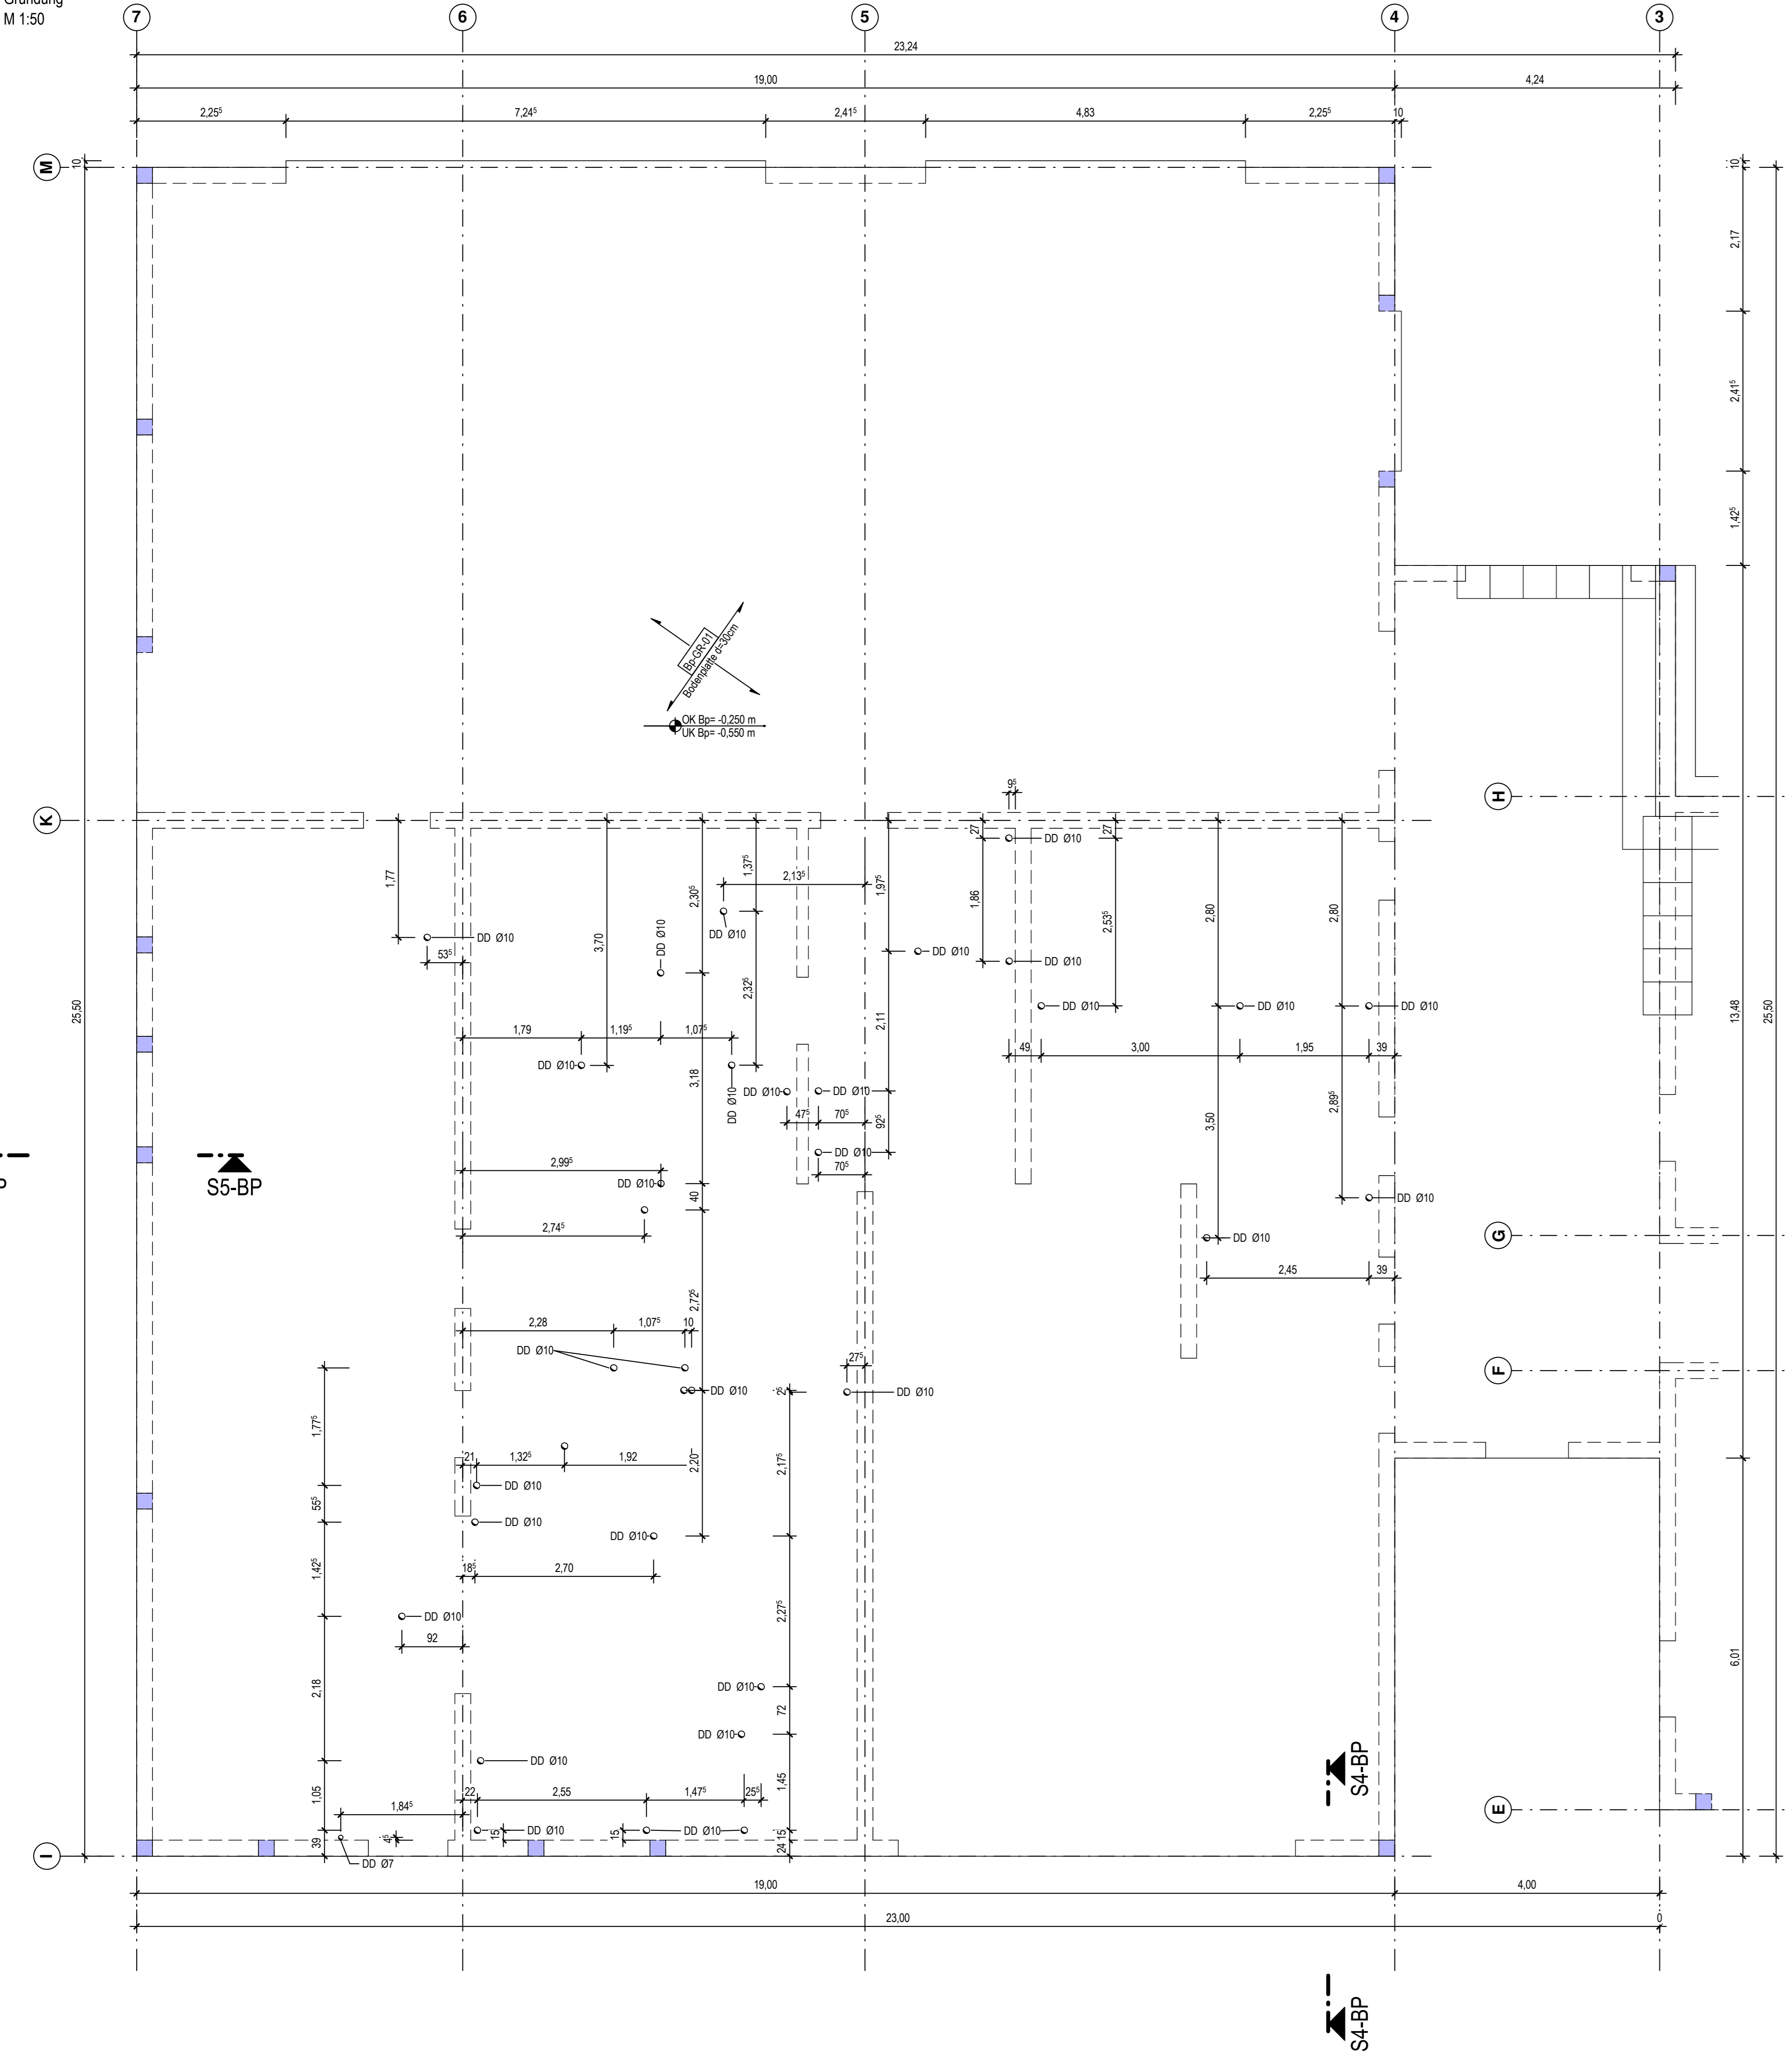 Gründung
M 1:50
7
6
5
4
3
23,24
19,00
4,24
2,25⁵
7,24⁵
2,41⁵
4,83
2,25⁵
10
M
10
10
2,17
2,41⁵
1,42⁵
Bp-GR-01
Bodenplatte d=30cm
OK Bp= -0,250 m
UK Bp= -0,550 m
H
K
9⁵
27
DD Ø10
27
1,77
2,30⁵
1,37⁵
2,13⁵
1,97⁵
1,86
2,53⁵
2,80
2,80
DD Ø10
53⁵
3,70
DD Ø10
DD Ø10
2,32⁵
DD Ø10
DD Ø10
DD Ø10
DD Ø10
25,50
13,48
25,50
1,79
1,19⁵
1,07⁵
2,11
49
3,00
1,95
39
DD Ø10
3,18
DD Ø10
DD Ø10
DD Ø10
47⁵
70⁵
92⁵
3,50
2,89⁵
DD Ø10
70⁵
S5-BP
P
2,99⁵
DD Ø10
40
DD Ø10
2,74⁵
DD Ø10
G
2,45
39
2,72⁵
2,28
1,07⁵
10
DD Ø10
27⁵
F
DD Ø10
2⁵
DD Ø10
1,77⁵
21
1,32⁵
1,92
2,20
2,17⁵
DD Ø10
55⁵
DD Ø10
DD Ø10
1,42⁵
18⁵
2,70
2,27⁵
DD Ø10
92
6,01
2,18
DD Ø10
72
DD Ø10
DD Ø10
S4-BP
1,05
22
2,55
1,47⁵
25⁵
1,45
1,84⁵
E
39
4⁵
15
DD Ø10
15
DD Ø10
15
24
I
DD Ø7
19,00
4,00
23,00
0
S4-BP